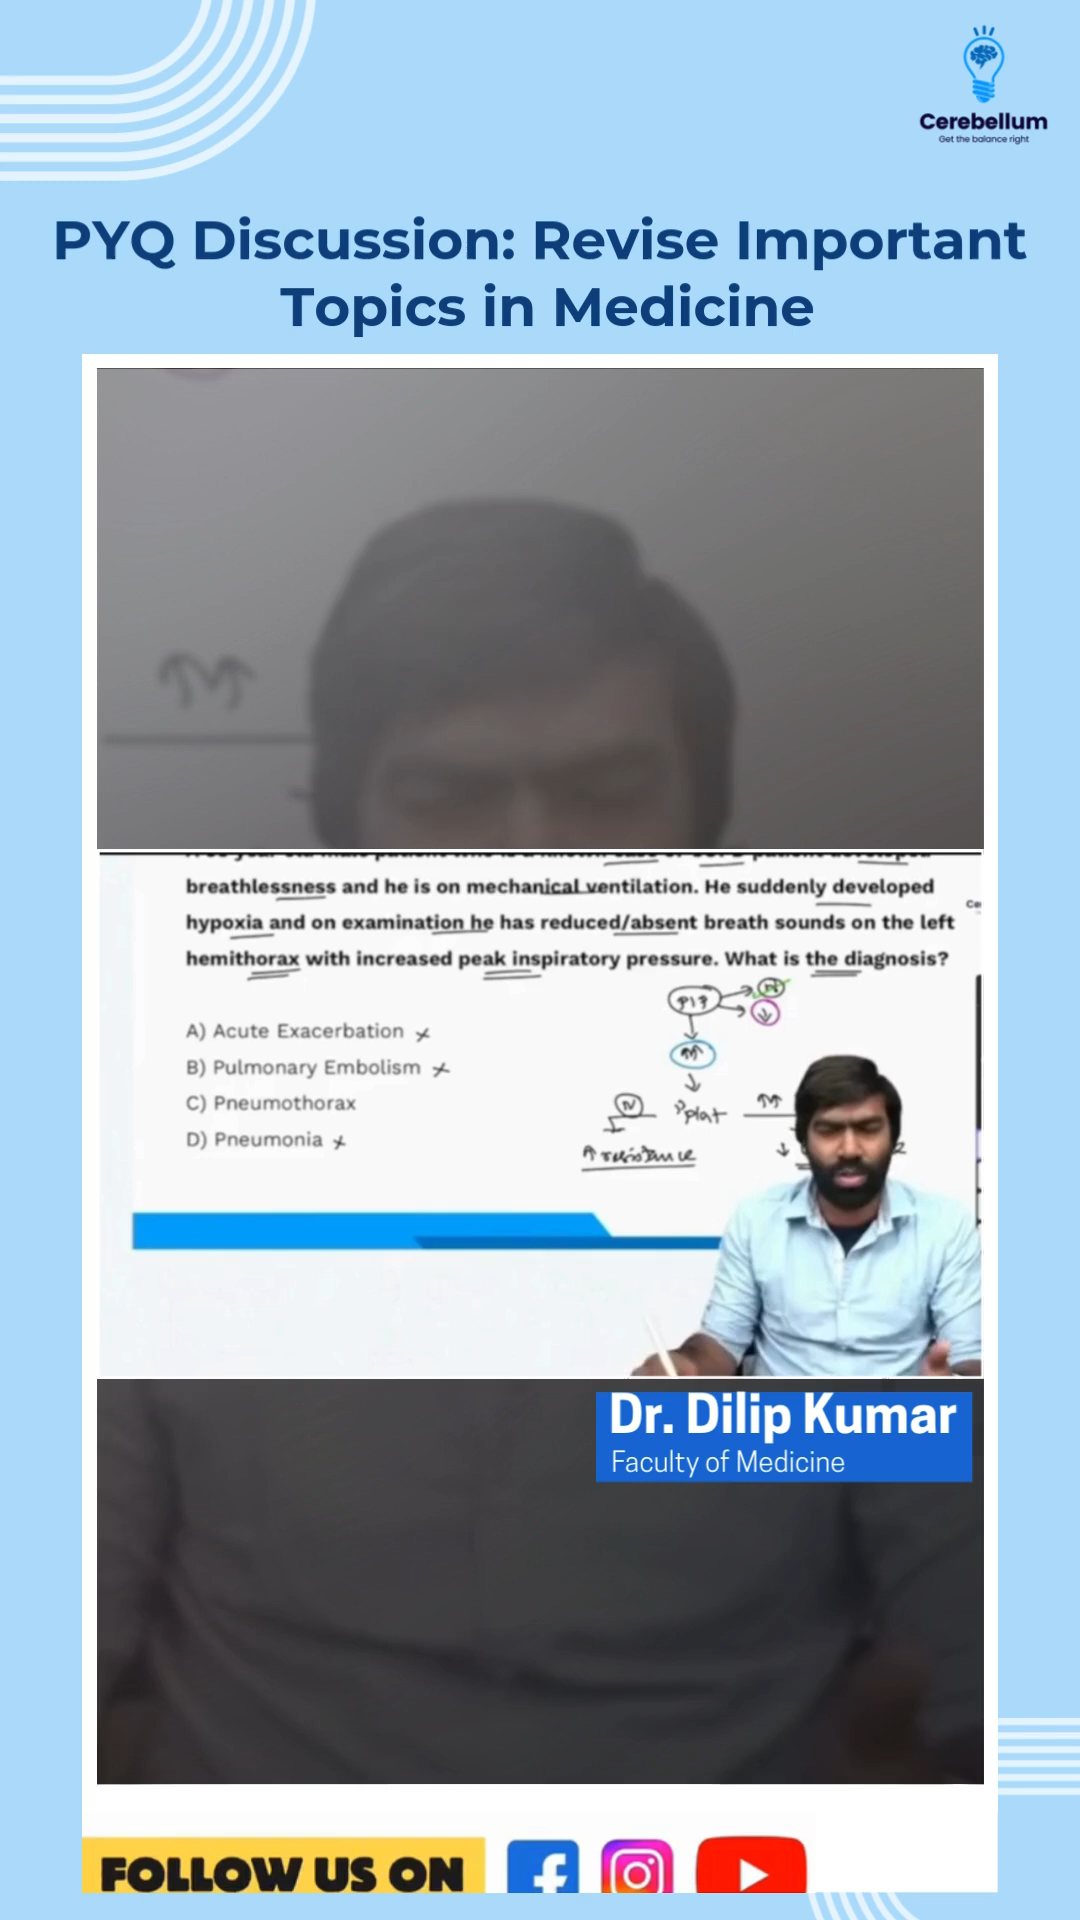 Cerebellum
Get the balance right
PYQ Discussion: Revise Important
Topics in Medicine
breathlessness and he is on mechanical ventilation. He suddenly developed
hypoxia and on examination he has reduced/absent breath sounds on the left
hemithorax with increased peak inspiratory pressure. What is the diagnosis?
A) Acute Exacerbation
B) Pulmonary Embolism
C) Pneumothorax
D) Pneumonia
N
Pplat
↑ resistance
Dr. Dilip Kumar
Faculty of Medicine
FOLLOW US ON